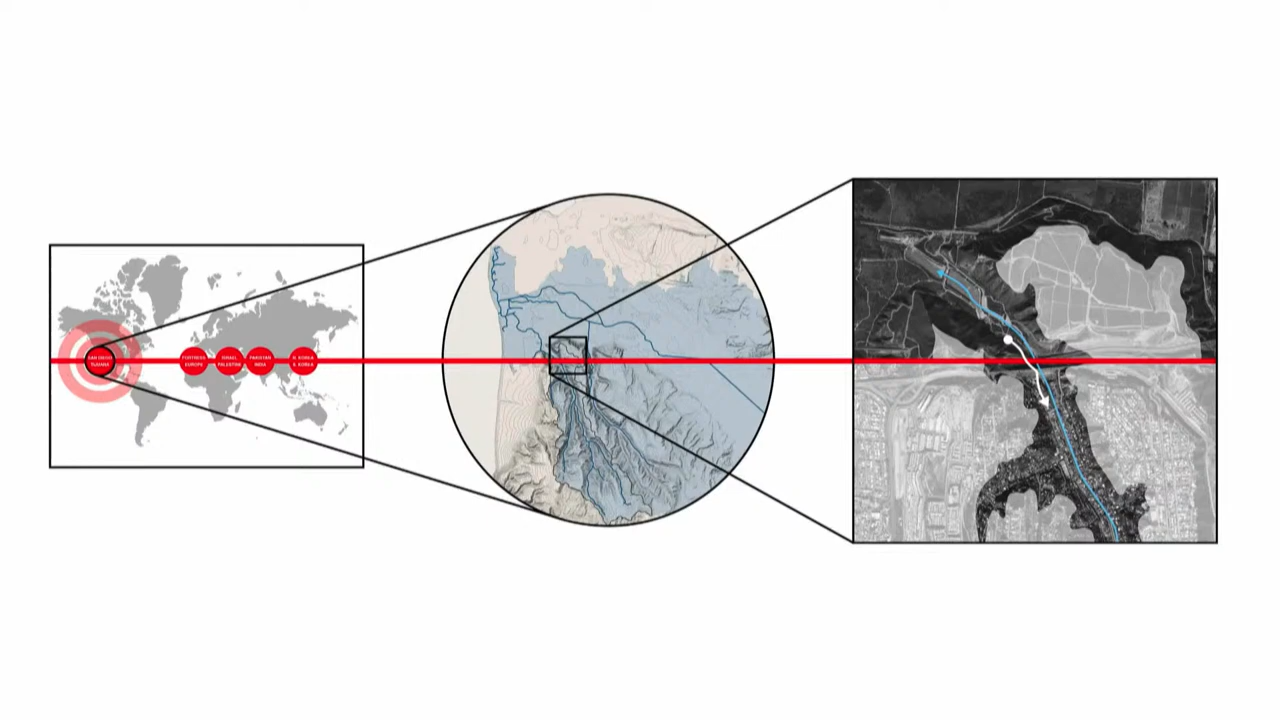 SAN DIEGO
TIJUANA
FORTRESS
EUROPE
ISRAEL
PALESTINE
PAKISTAN
INDIA
N. KOREA
S. KOREA